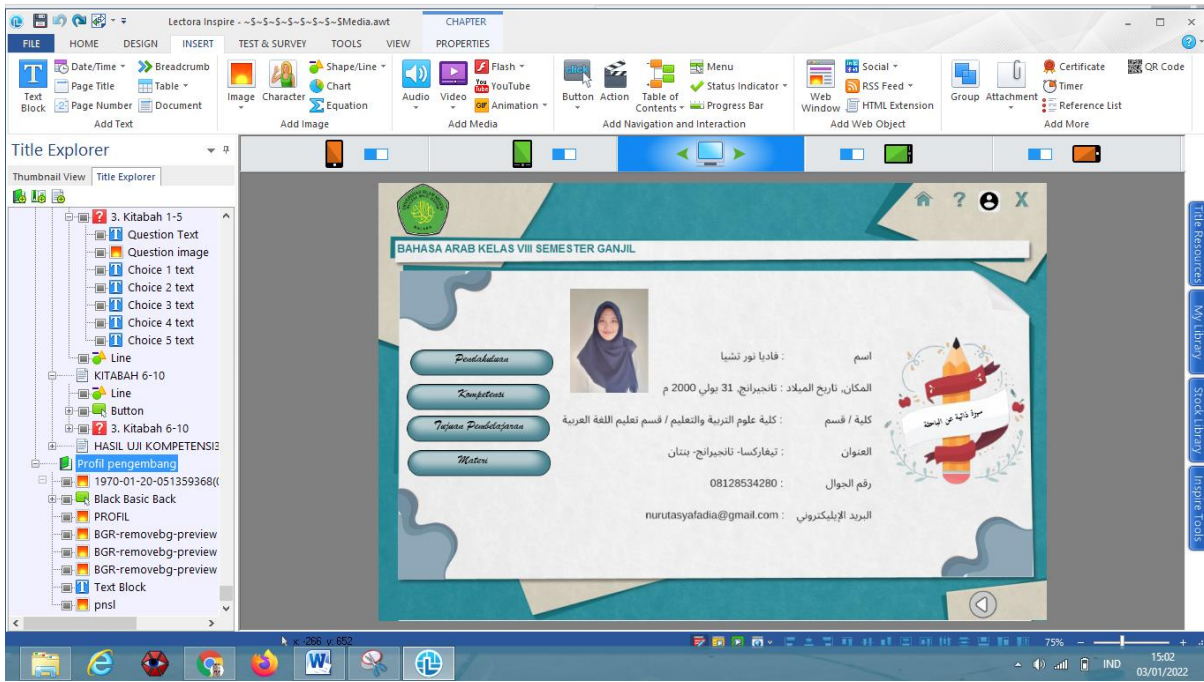 Lectora Inspire - ~$~$~$~$~$~$~$~$Media.awt
CHAPTER
FILE HOME DESIGN INSERT TEST & SURVEY TOOLS VIEW PROPERTIES
Text Block
Date/Time
Page Title
Page Number
Breadcrumb
Table
Document
Add Text
Image
Character
Shape/Line
Chart
Equation
Add Image
Audio
Video
Flash
YouTube
Animation
Add Media
Button
Action
Table of Contents
Menu
Status Indicator
Progress Bar
Add Navigation and Interaction
Web Window
Social
RSS Feed
HTML Extension
Add Web Object
Group
Attachment
Certificate
Timer
Reference List
QR Code
Add More
Title Explorer
Thumbnail View Title Explorer
3. Kitabah 1-5
Question Text
Question image
Choice 1 text
Choice 2 text
Choice 3 text
Choice 4 text
Choice 5 text
Line
KITABAH 6-10
Line
Button
3. Kitabah 6-10
HASIL UJI KOMPETENSI3
Profil pengembang
1970-01-20-051359368(
Black Basic Back
PROFIL
BGR-removebg-preview
BGR-removebg-preview
BGR-removebg-preview
Text Block
pnsl
? X
BAHASA ARAB KELAS VIII SEMESTER GANJIL
Pendahuluan
Kompetensi
Tujuan Pembelajaran
Materi
اسم : فاديا نور تشيا
المكان, تاريخ الميلاد : تانجيرانج, 31 يولي 2000 م
كلية / قسم : كلية علوم التربية والتعليم / قسم تعليم اللغة العربية
العنوان : تيغاركسا- تانجيرانج- بنتان
رقم الجوال : 08128534280
البريد الإيليكتروني : nurutasyafadia@gmail.com
سيرة ذاتية عن الباحثة
Title Resources
My Library
Stock Library
Inspire Tools
x: -266 y: 652
75%
IND
15:02
03/01/2022